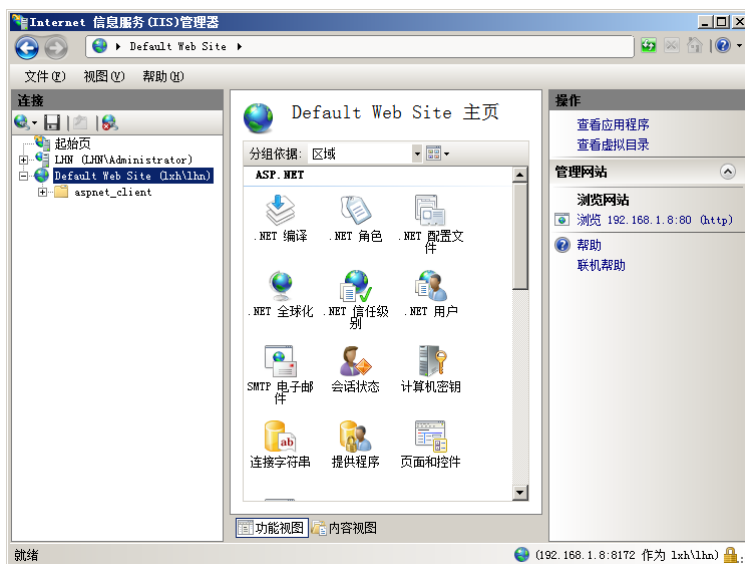 Internet 信息服务(IIS)管理器
Default Web Site
文件(F) 视图(V) 帮助(H)
连接
起始页
LHN (LHN\Administrator)
Default Web Site (lxh\lhn)
aspnet_client
Default Web Site 主页
分组依据: 区域
ASP.NET
.NET 编译 .NET 角色 .NET 配置文件
.NET 全球化 .NET 信任级别 .NET 用户
SMTP 电子邮件 会话状态 计算机密钥
连接字符串 提供程序 页面和控件
功能视图 内容视图
操作
查看应用程序
查看虚拟目录
管理网站
浏览网站
浏览 192.168.1.8:80 (http)
帮助
联机帮助
就绪
(192.168.1.8:8172 作为 lxh\lhn)